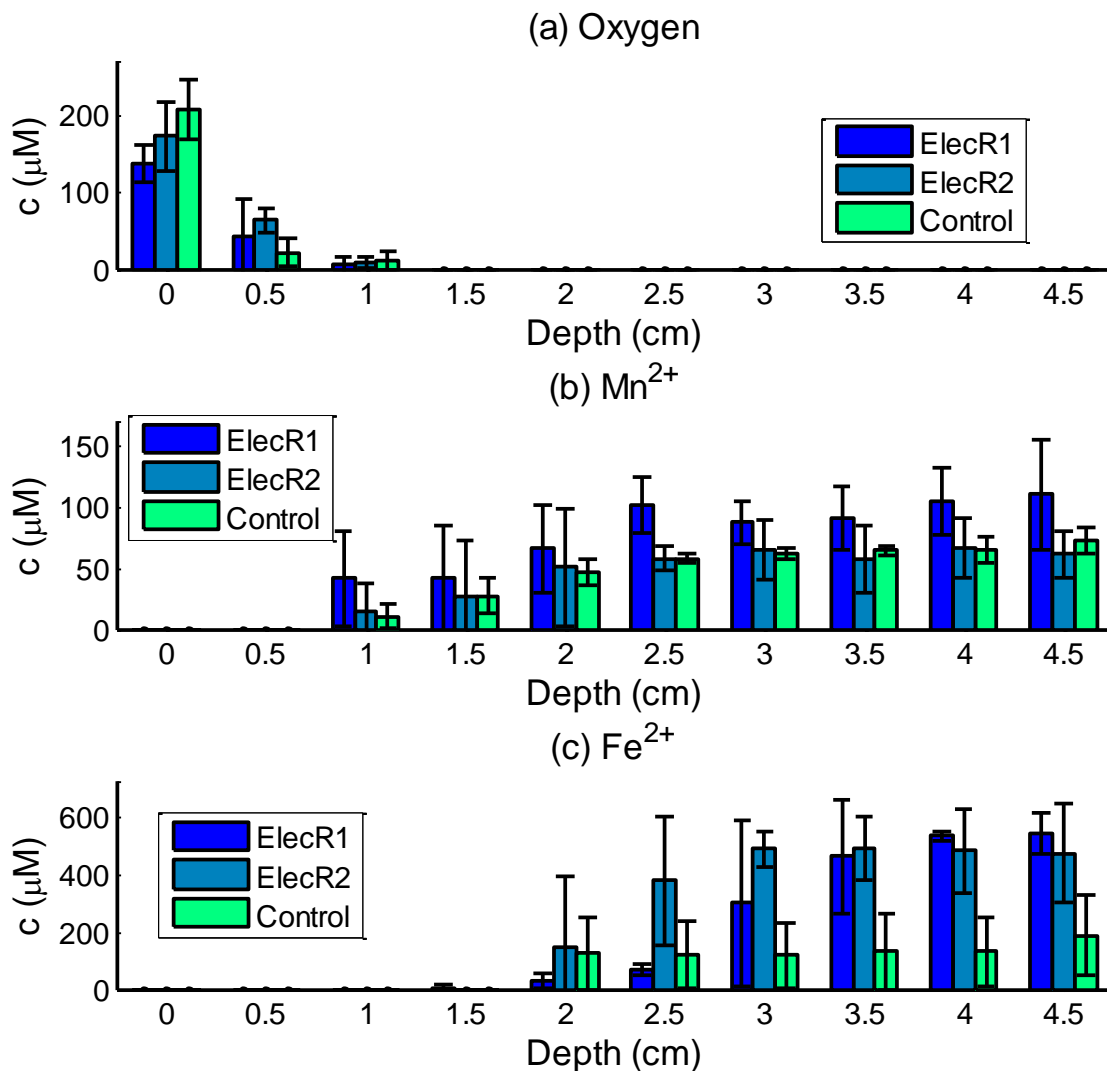 (a) Oxygen
c (μM)
200
100
0
ElecR1
ElecR2
Control
0 0.5 1 1.5 2 2.5 3 3.5 4 4.5
Depth (cm)
(b) Mn²⁺
c (μM)
150
100
50
0
ElecR1
ElecR2
Control
0 0.5 1 1.5 2 2.5 3 3.5 4 4.5
Depth (cm)
(c) Fe²⁺
c (μM)
600
400
200
0
ElecR1
ElecR2
Control
0 0.5 1 1.5 2 2.5 3 3.5 4 4.5
Depth (cm)